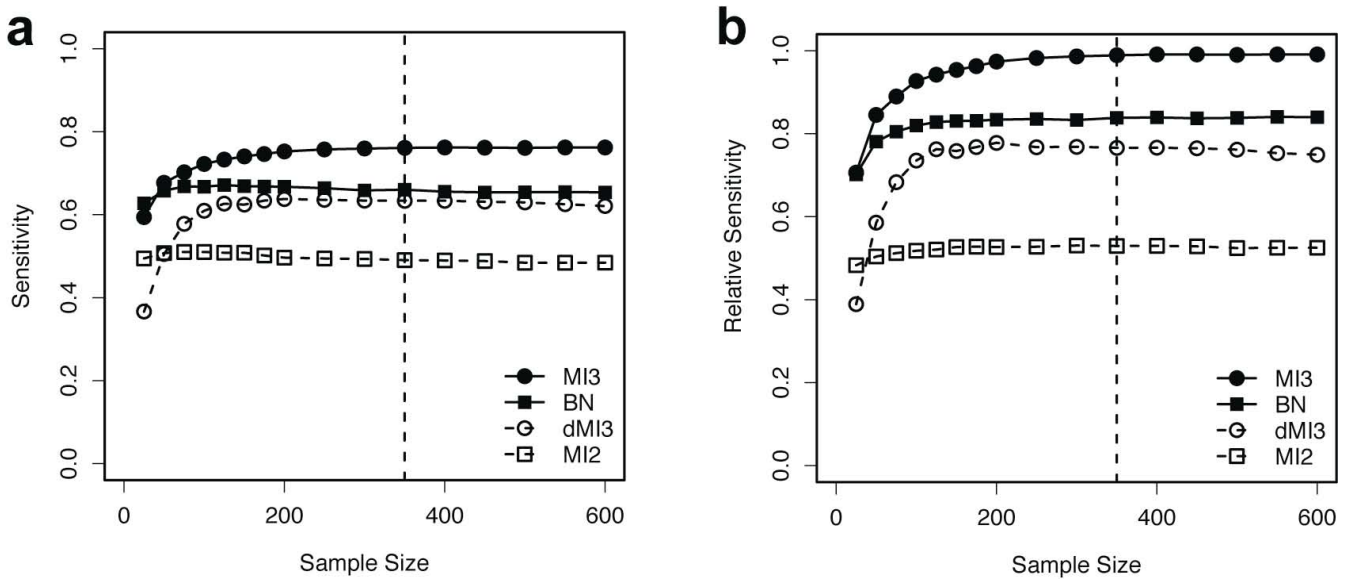 a
Sensitivity
1.0
0.8
0.6
0.4
0.2
0.0
MI3
BN
dMI3
MI2
0 200 400 600
Sample Size
b
Relative Sensitivity
1.0
0.8
0.6
0.4
0.2
0.0
MI3
BN
dMI3
MI2
0 200 400 600
Sample Size